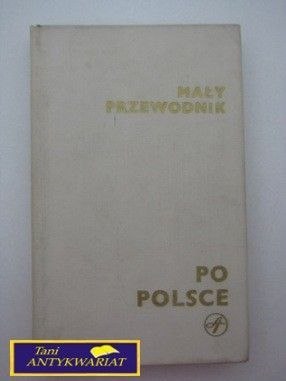 MAŁY
PRZEWODNIK
PO
POLSCE
Tani
ANTYKWARIAT